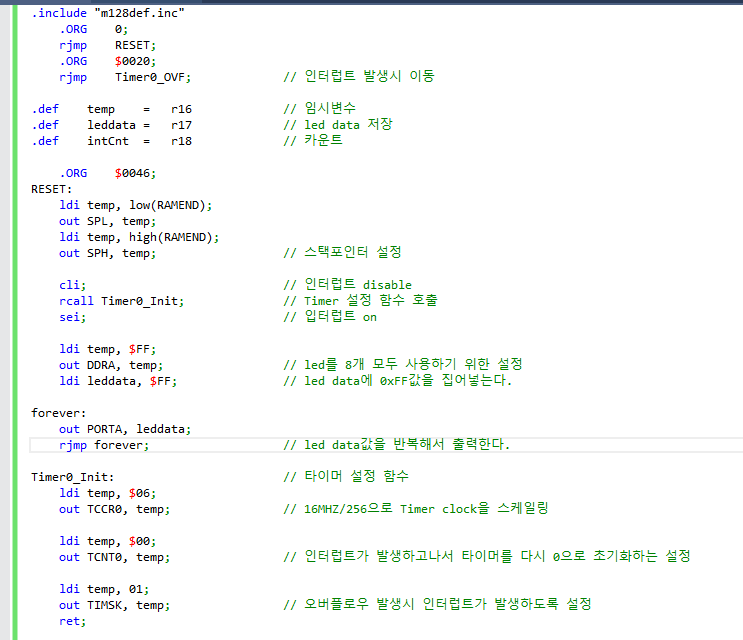 .include "m128def.inc"
.ORG 0;
rjmp RESET;
.ORG $0020;
rjmp Timer0_OVF; // 인터럽트 발생시 이동
.def temp = r16 // 임시변수
.def leddata = r17 // led data 저장
.def intCnt = r18 // 카운트
.ORG $0046;
RESET:
ldi temp, low(RAMEND);
out SPL, temp;
ldi temp, high(RAMEND);
out SPH, temp; // 스택포인터 설정
cli; // 인터럽트 disable
rcall Timer0_Init; // Timer 설정 함수 호출
sei; // 입터럽트 on
ldi temp, $FF;
out DDRA, temp; // led를 8개 모두 사용하기 위한 설정
ldi leddata, $FF; // led data에 0xFF값을 집어넣는다.
forever:
out PORTA, leddata;
rjmp forever; // led data값을 반복해서 출력한다.
Timer0_Init: // 타이머 설정 함수
ldi temp, $06;
out TCCR0, temp; // 16MHZ/256으로 Timer clock을 스케일링
ldi temp, $00;
out TCNT0, temp; // 인터럽트가 발생하고나서 타이머를 다시 0으로 초기화하는 설정
ldi temp, 01;
out TIMSK, temp; // 오버플로우 발생시 인터럽트가 발생하도록 설정
ret;